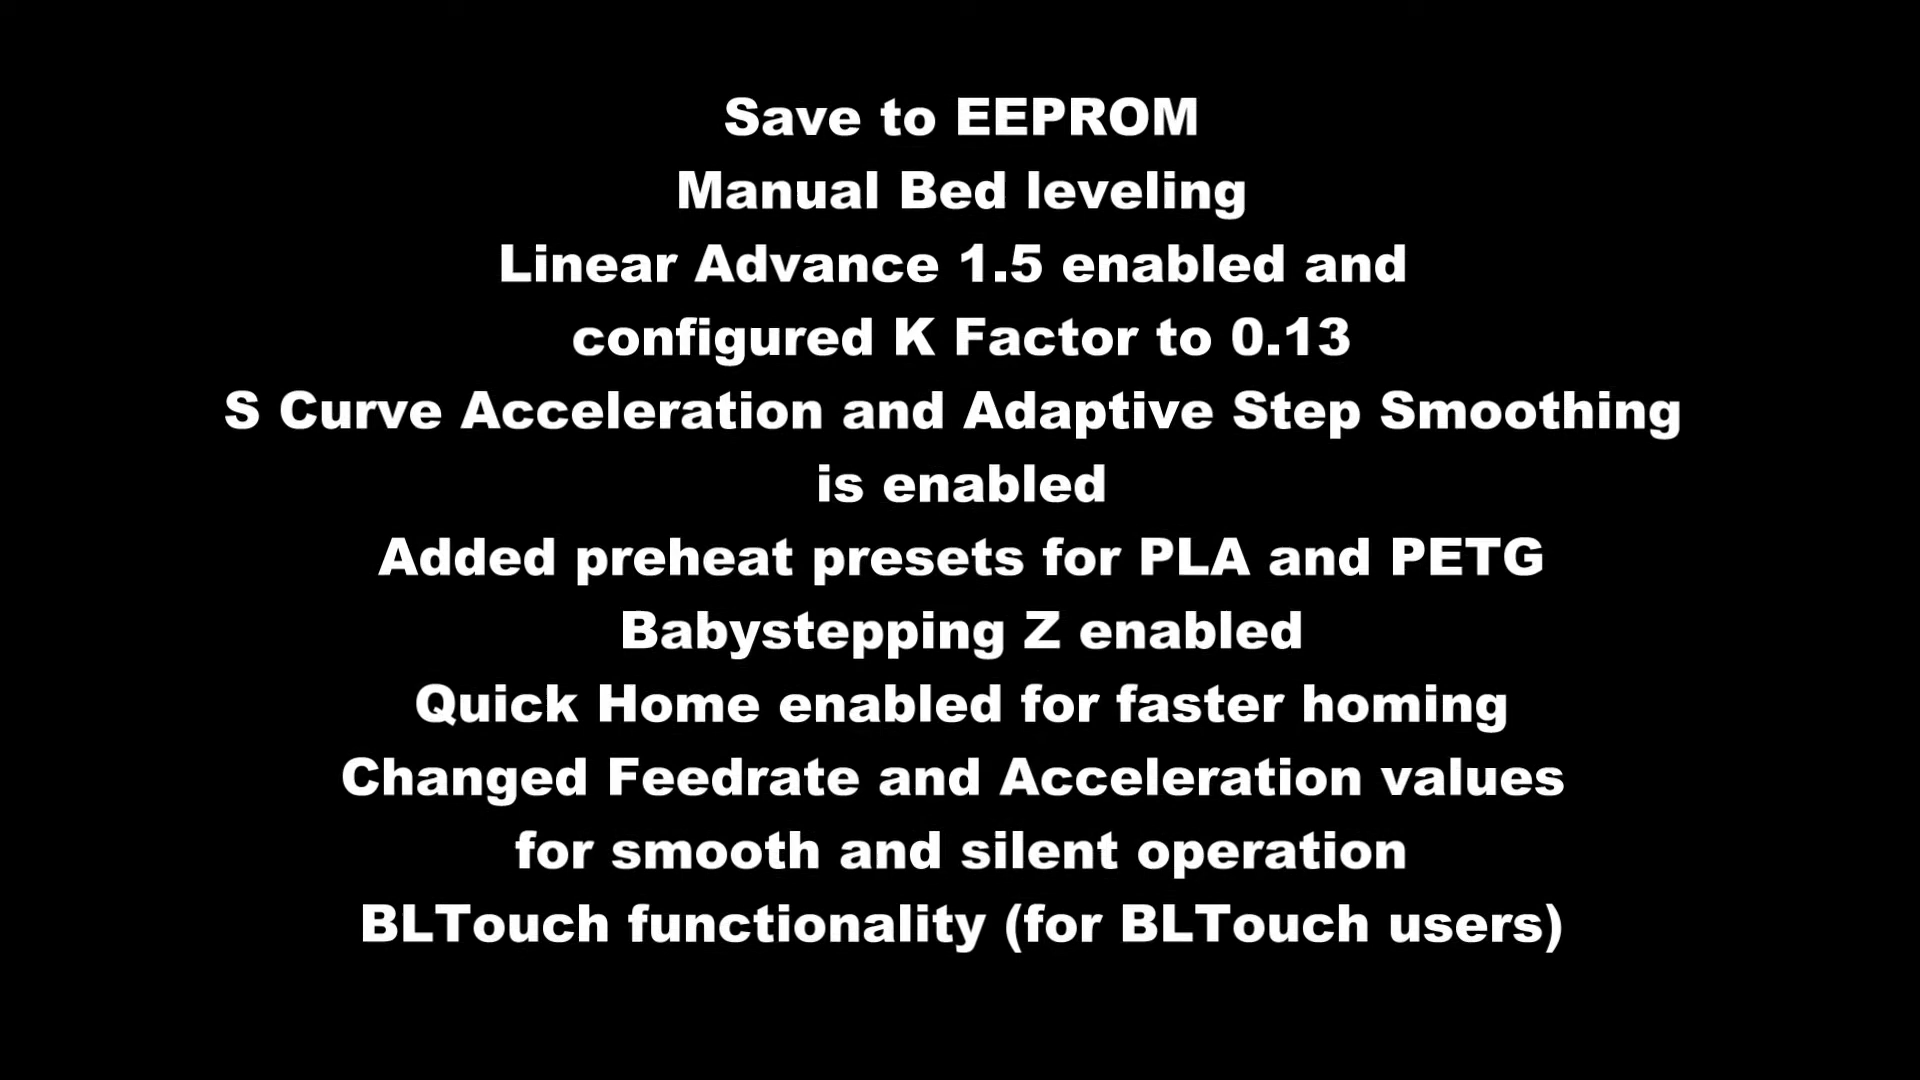 Save to EEPROM
Manual Bed leveling
Linear Advance 1.5 enabled and
configured K Factor to 0.13
S Curve Acceleration and Adaptive Step Smoothing
is enabled
Added preheat presets for PLA and PETG
Babystepping Z enabled
Quick Home enabled for faster homing
Changed Feedrate and Acceleration values
for smooth and silent operation
BLTouch functionality (for BLTouch users)